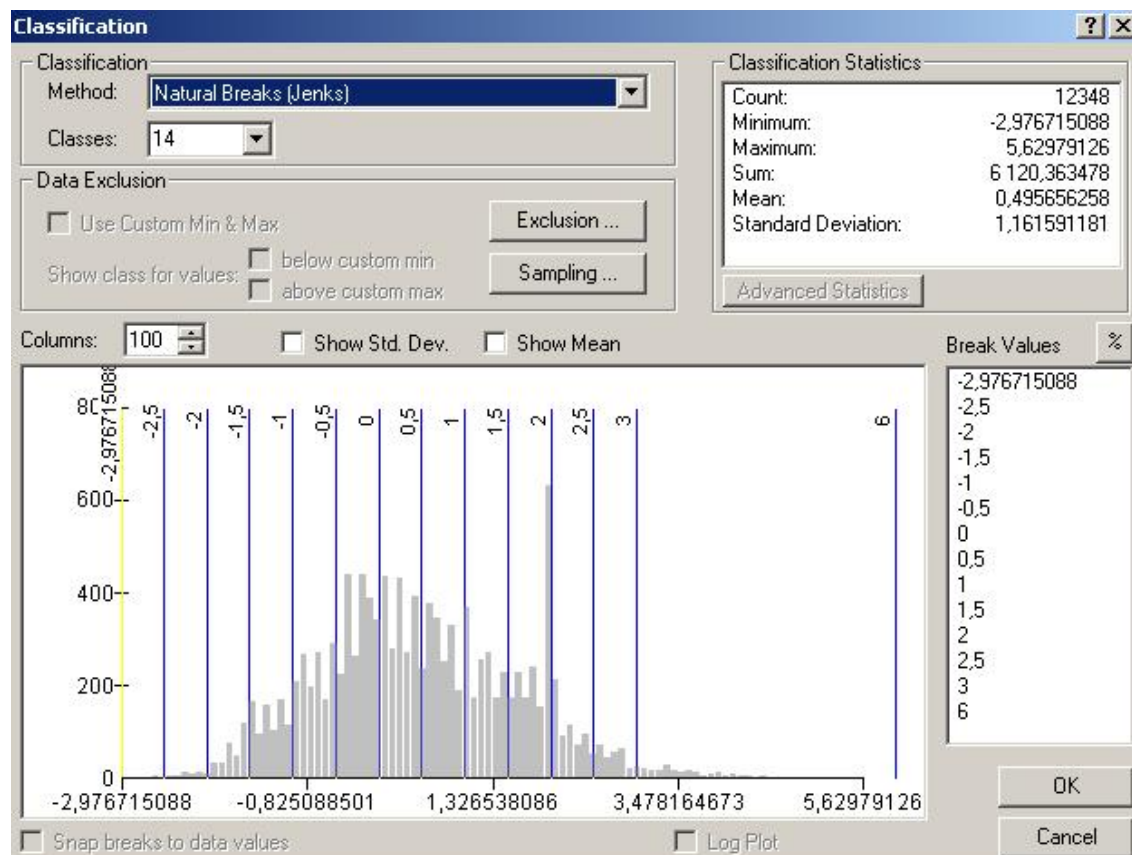 Classification
Classification
Method: Natural Breaks (Jenks)
Classes: 14
Data Exclusion
Use Custom Min & Max
Exclusion ...
Show class for values:
below custom min
above custom max
Sampling ...
Classification Statistics
Count: 12348
Minimum: -2,976715088
Maximum: 5,62979126
Sum: 6 120,363478
Mean: 0,495656258
Standard Deviation: 1,161591181
Advanced Statistics
Columns: 100 Show Std. Dev. Show Mean
Break Values %
-2,976715088
-2,5
-2
-1,5
-1
-0,5
0
0,5
1
1,5
2
2,5
3
6
-2,976715088 -2,5 -2 -1,5 -1 -0,5 0 0,5 1 1,5 2 2,5 3 6
600
400
200
0
-2,976715088 -0,825088501 1,326538086 3,478164673 5,62979126
OK
Snap breaks to data values Log Plot Cancel